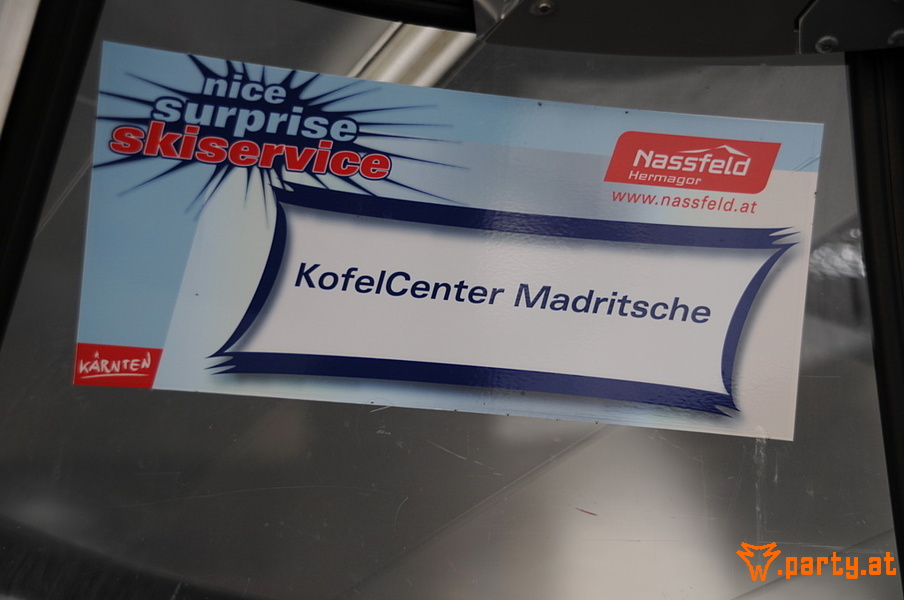 nice
surprise
skiservice
Nassfeld
Hermagor
www.nassfeld.at
KofelCenter Madritsche
KÄRNTEN
W.party.at